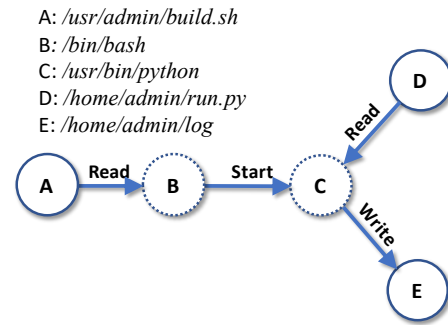 A: /usr/admin/build.sh
B: /bin/bash
C: /usr/bin/python
D: /home/admin/run.py
E: /home/admin/log
D
Read
A
Read
B
Start
C
Write
E